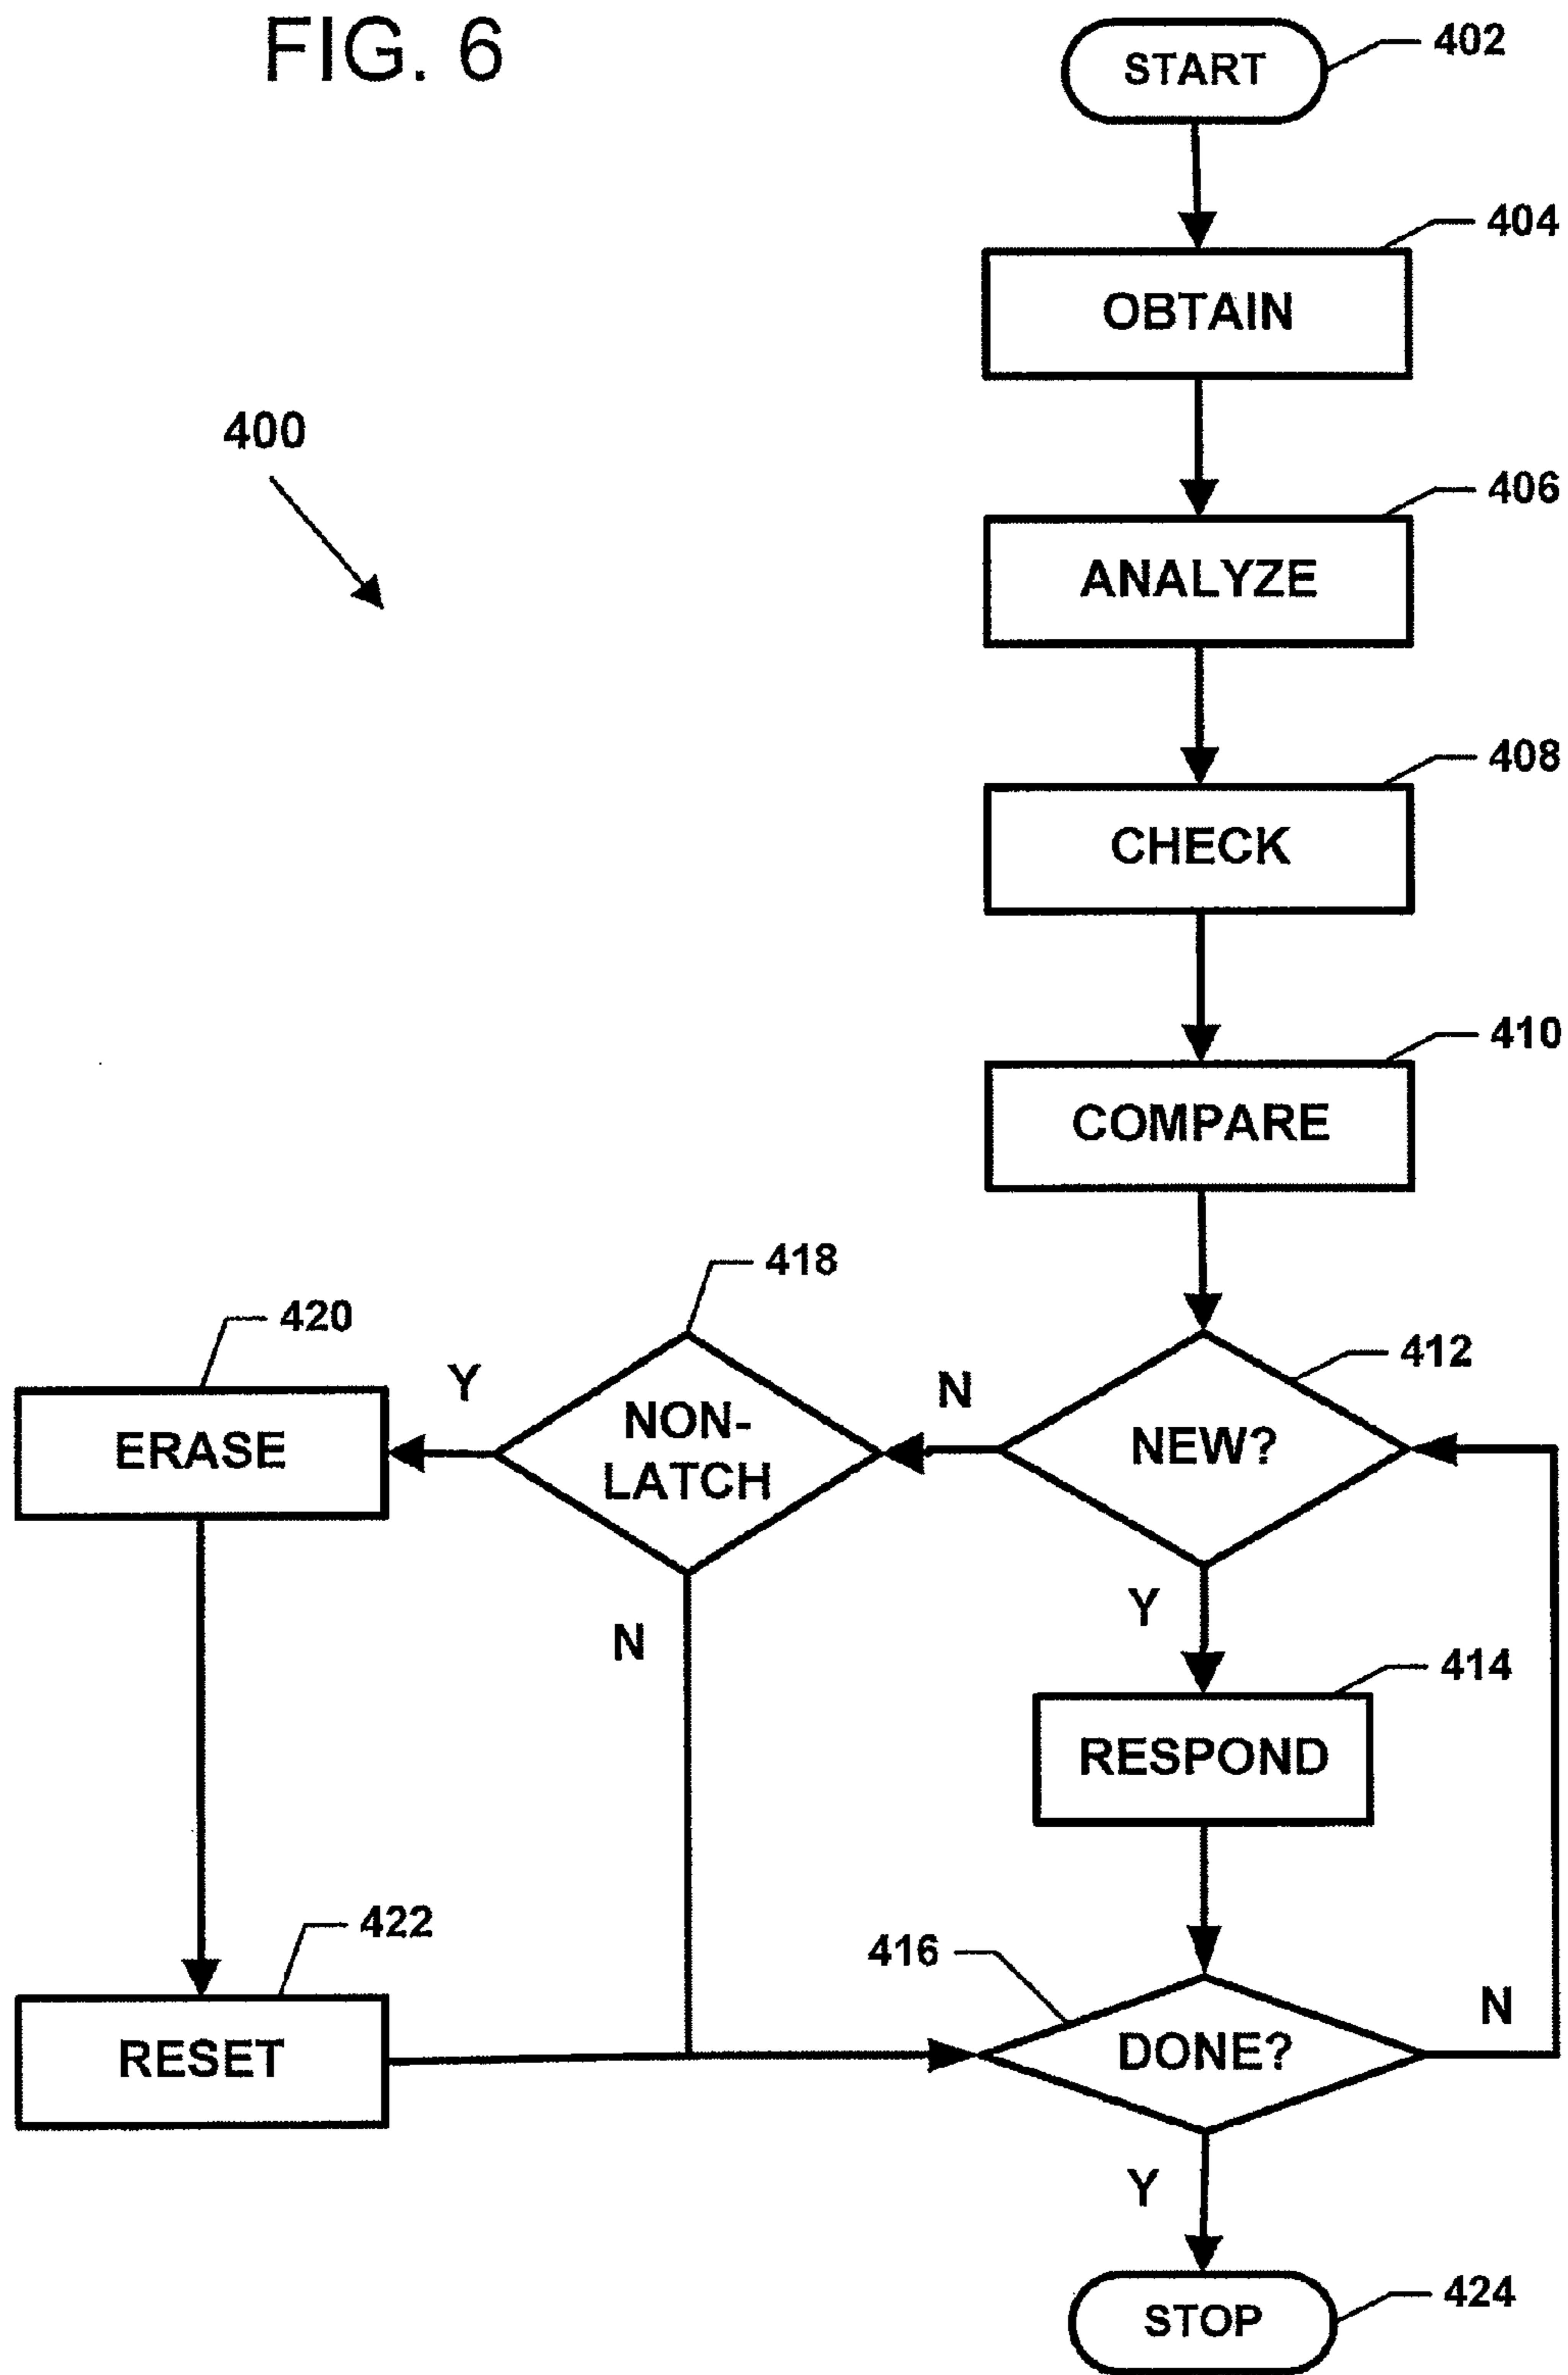 FIG. 6
START
402
404
OBTAIN
400
406
ANALYZE
408
CHECK
410
COMPARE
418
420
412
Y
N
NON-
LATCH
NEW?
ERASE
Y
N
414
RESPOND
422
416
N
RESET
DONE?
Y
424
STOP